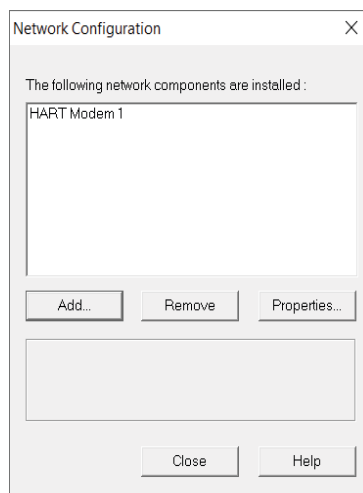 Network Configuration
The following network components are installed :
HART Modem 1
Add...
Remove
Properties...
Close
Help